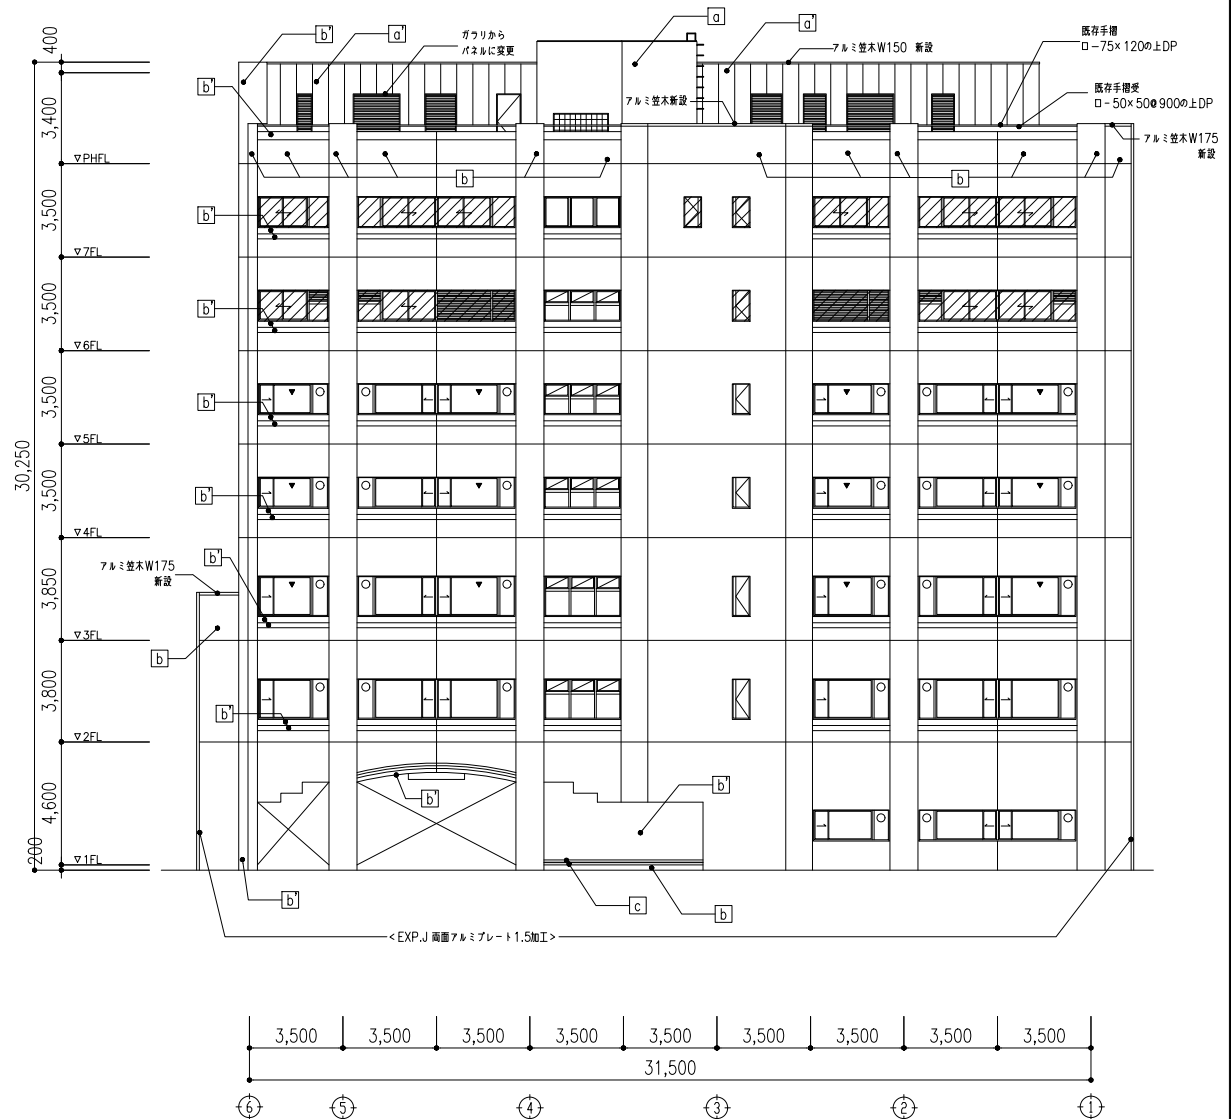 b'
a'
ガラリから
パネルに変更
a
a'
アルミ笠木W150 新設
既存手摺
ロ-75×120の上DP
400
b'
アルミ笠木新設
既存手摺受
ロ-50×50@900の上DP
3,400
b'
アルミ笠木W175
新設
▽PHFL
b
b
3,500
b'
▽7FL
3,500
b'
▽6FL
3,500
b'
▽5FL
30,250
3,500
b'
▽4FL
b'
アルミ笠木W175
新設
3,850
▽3FL
b
3,800
b'
▽2FL
b'
b'
4,600
200
▽1FL
b'
c
b
<EXP.J 両面アルミプレート1.5加工>
3,500 3,500 3,500 3,500 3,500 3,500 3,500 3,500 3,500
31,500
6 5 4 3 2 1